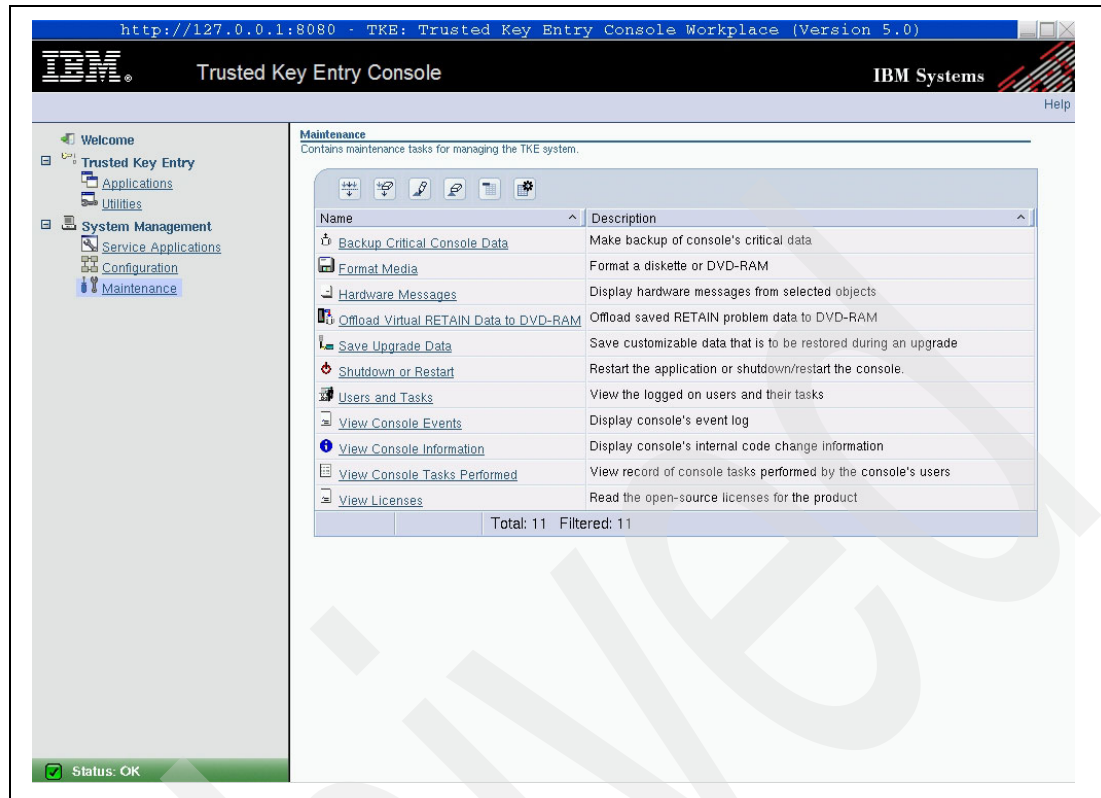 http://127.0.0.1:8080 - TKE: Trusted Key Entry Console Workplace (Version 5.0)
IBM® Trusted Key Entry Console IBM Systems
Help
Welcome
Trusted Key Entry
Applications
Utilities
System Management
Service Applications
Configuration
Maintenance
Maintenance
Contains maintenance tasks for managing the TKE system.
Name Description
Backup Critical Console Data Make backup of console's critical data
Format Media Format a diskette or DVD-RAM
Hardware Messages Display hardware messages from selected objects
Offload Virtual RETAIN Data to DVD-RAM Offload saved RETAIN problem data to DVD-RAM
Save Upgrade Data Save customizable data that is to be restored during an upgrade
Shutdown or Restart Restart the application or shutdown/restart the console.
Users and Tasks View the logged on users and their tasks
View Console Events Display console's event log
View Console Information Display console's internal code change information
View Console Tasks Performed View record of console tasks performed by the console's users
View Licenses Read the open-source licenses for the product
Total: 11 Filtered: 11
Status: OK